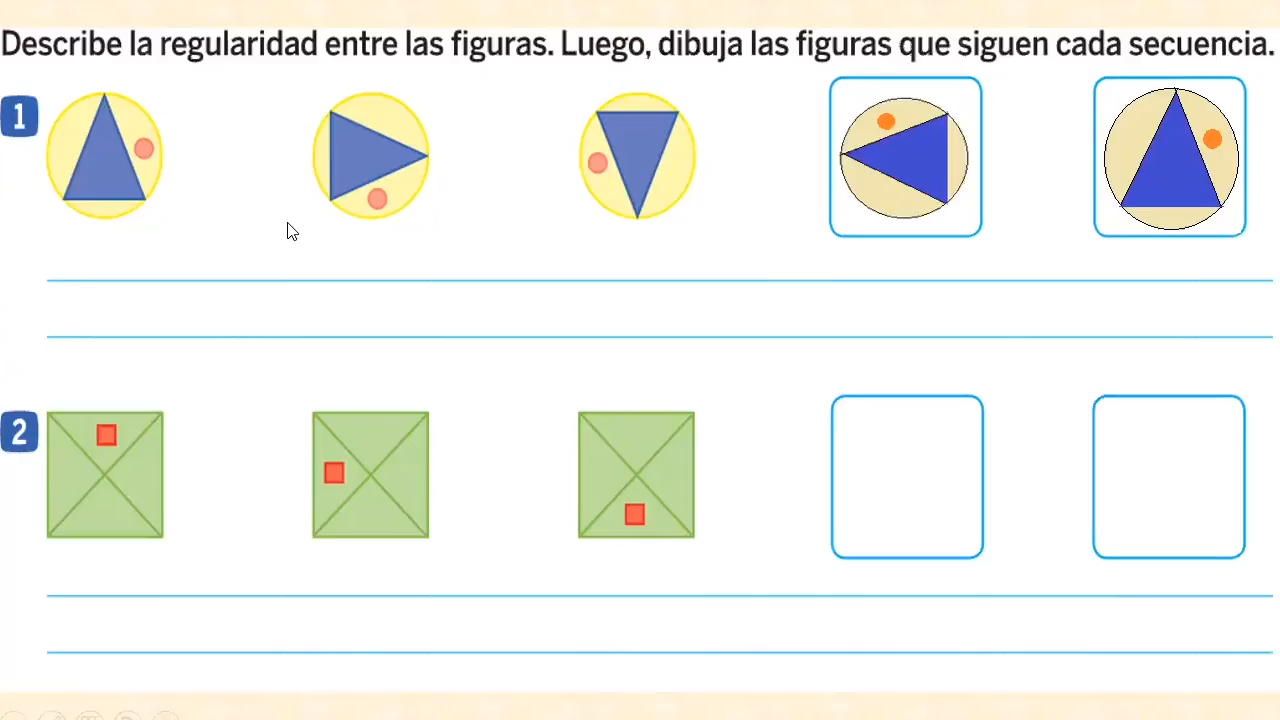 Describe la regularidad entre las figuras. Luego, dibuja las figuras que siguen cada secuencia.
1
2